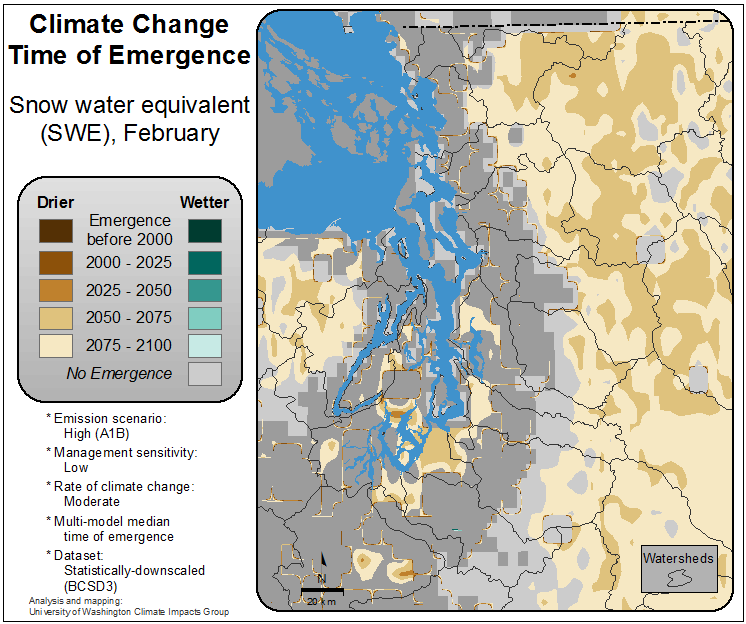 Climate Change
Time of Emergence
Snow water equivalent
(SWE), February
Drier
Wetter
Emergence
before 2000
2000 - 2025
2025 - 2050
2050 - 2075
2075 - 2100
No Emergence
* Emission scenario:
High (A1B)
* Management sensitivity:
Low
* Rate of climate change:
Moderate
* Multi-model median
time of emergence
* Dataset:
Statistically-downscaled
(BCSD3)
Analysis and mapping:
University of Washington Climate Impacts Group
N
20 km
Watersheds